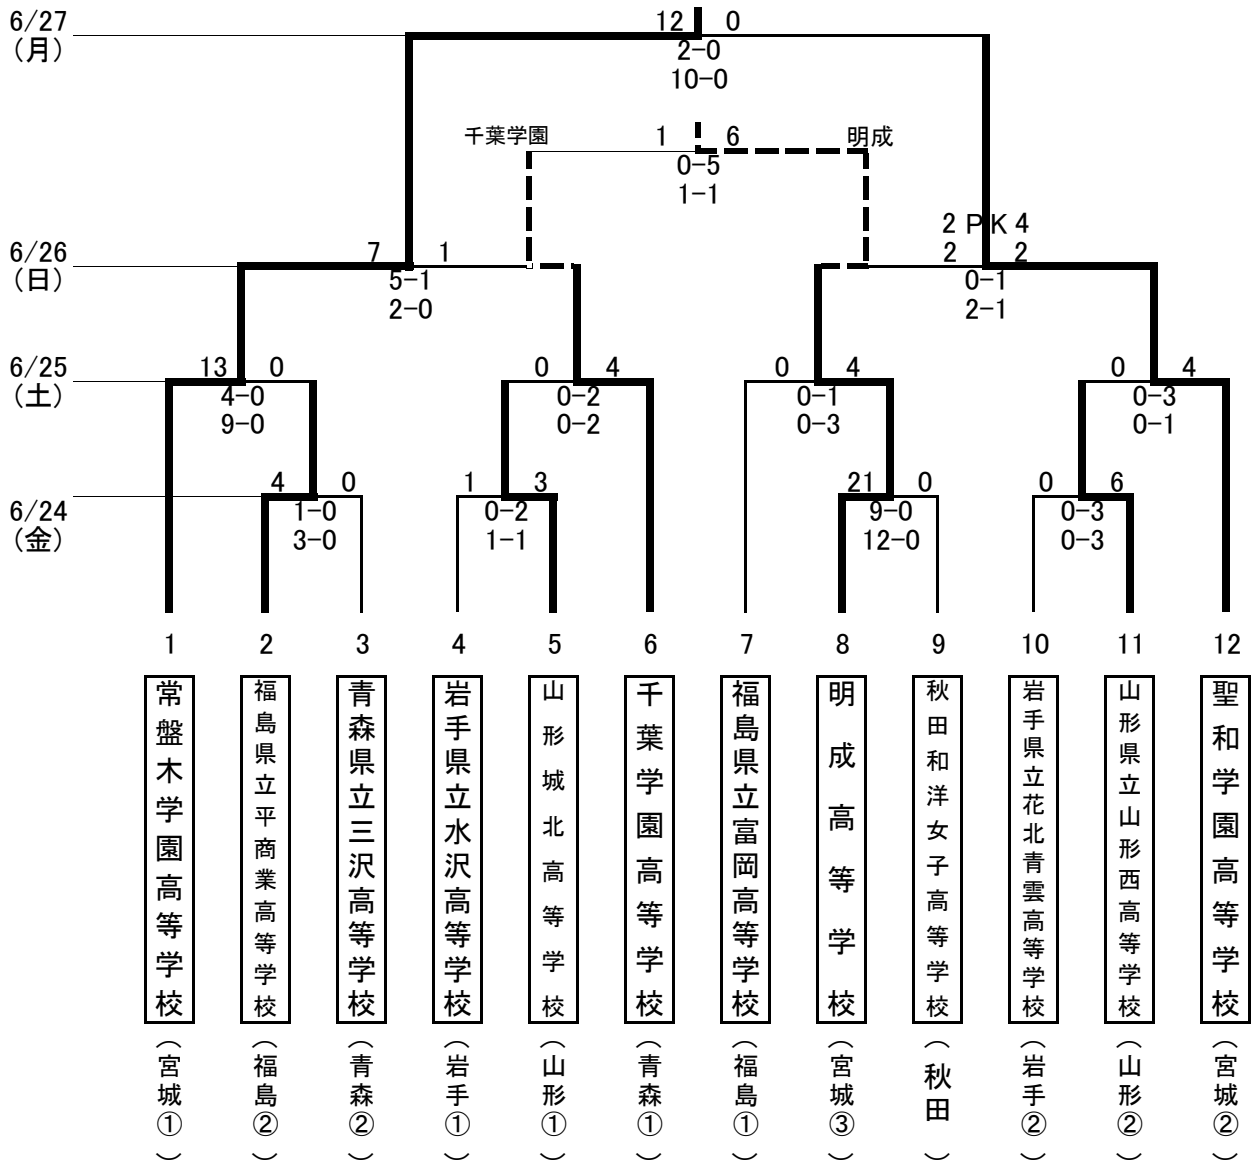 6/27
（月）
12 0
2-0
10-0
千葉学園 1 6 明成
0-5
1-1
2 PK 4
6/26
（日）
7 1
5-1
2-0
2 2
0-1
2-1
6/25
（土）
13 0
4-0
9-0
0 4
0-2
0-2
0 4
0-1
0-3
0 4
0-3
0-1
6/24
（金）
4 0
1-0
3-0
1 3
0-2
1-1
21 0
9-0
12-0
0 6
0-3
0-3
1 2 3 4 5 6 7 8 9 10 11 12
常盤木学園高等学校
福島県立平商業高等学校
青森県立三沢高等学校
岩手県立水沢高等学校
山形城北高等学校
千葉学園高等学校
福島県立富岡高等学校
明成高等学校
秋田和洋女子高等学校
岩手県立花北青雲高等学校
山形県立山形西高等学校
聖和学園高等学校
（宮城①）
（福島②）
（青森②）
（岩手①）
（山形①）
（青森①）
（福島①）
（宮城③）
（秋田）
（岩手②）
（山形②）
（宮城②）